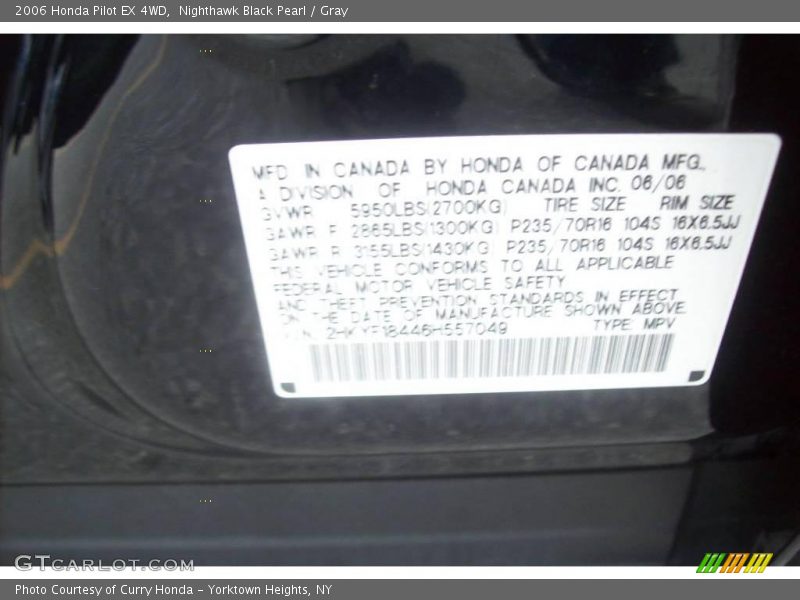 2006 Honda Pilot EX 4WD,  Nighthawk Black Pearl / Gray
MFD IN CANADA BY HONDA OF CANADA MFG.,
A DIVISION OF HONDA CANADA INC. 06/06
GVWR 5950LBS(2700KG) TIRE SIZE RIM SIZE
GAWR F 2865LBS(1300KG) P235/70R16 104S 16X6.5JJ
GAWR R 3155LBS(1430KG) P235/70R16 104S 16X6.5JJ
THIS VEHICLE CONFORMS TO ALL APPLICABLE
FEDERAL MOTOR VEHICLE SAFETY
AND THEFT PREVENTION STANDARDS IN EFFECT
ON THE DATE OF MANUFACTURE SHOWN ABOVE.
V.I.N. 2HKYF18446H557049 TYPE MPV
GTCARLOT.COM
Photo Courtesy of Curry Honda - Yorktown Heights, NY